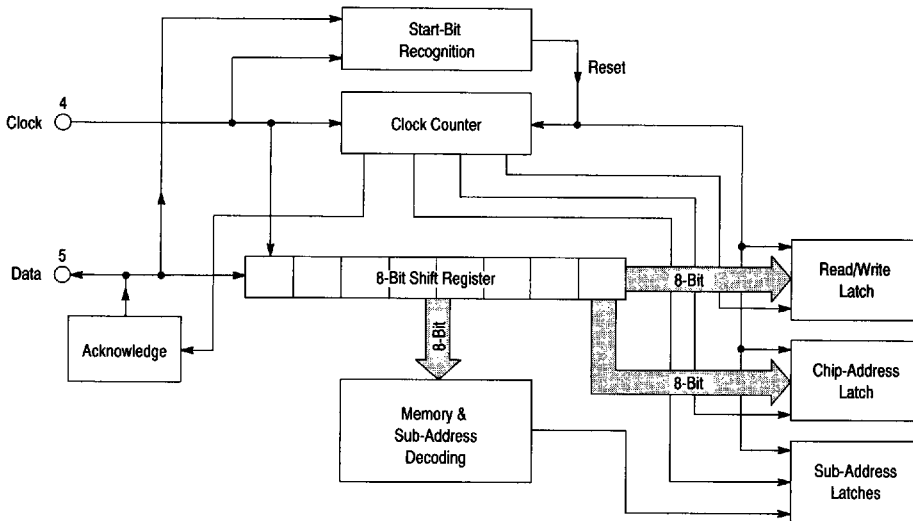 Start-Bit
Recognition
Reset
4
Clock
Clock Counter
5
Data
8-Bit Shift Register
8-Bit
Read/Write
Latch
8-Bit
Acknowledge
Chip-Address
Latch
8-Bit
Memory &
Sub-Address
Decoding
Sub-Address
Latches